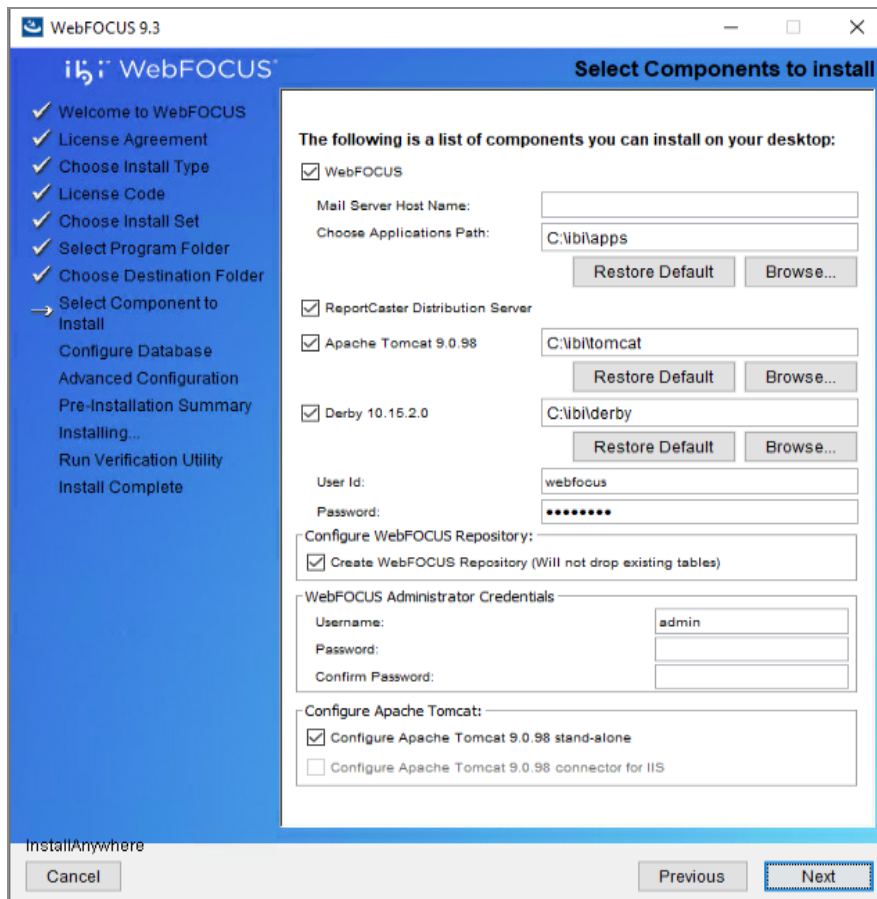 WebFOCUS 9.3
ibi WebFOCUS®
Select Components to install
Welcome to WebFOCUS
License Agreement
Choose Install Type
License Code
Choose Install Set
Select Program Folder
Choose Destination Folder
Select Component to
Install
Configure Database
Advanced Configuration
Pre-Installation Summary
Installing...
Run Verification Utility
Install Complete
The following is a list of components you can install on your desktop:
WebFOCUS
Mail Server Host Name:
Choose Applications Path: C:\ibi\apps
Restore Default Browse...
ReportCaster Distribution Server
Apache Tomcat 9.0.98 C:\ibi\tomcat
Restore Default Browse...
Derby 10.15.2.0 C:\ibi\derby
Restore Default Browse...
User Id: webfocus
Password: ••••••••
Configure WebFOCUS Repository:
Create WebFOCUS Repository (Will not drop existing tables)
WebFOCUS Administrator Credentials
Username: admin
Password:
Confirm Password:
Configure Apache Tomcat:
Configure Apache Tomcat 9.0.98 stand-alone
Configure Apache Tomcat 9.0.98 connector for IIS
InstallAnywhere
Cancel Previous Next